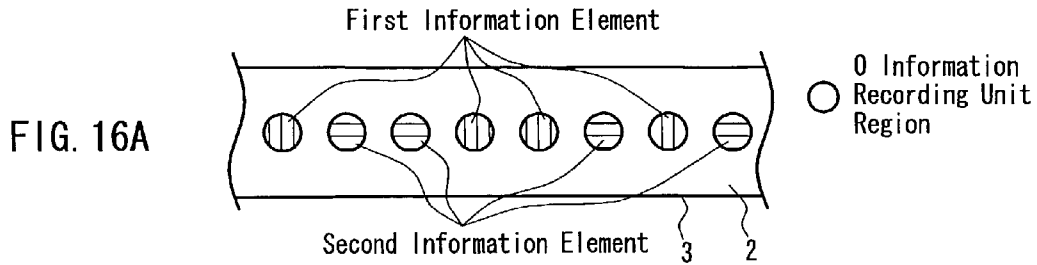 First Information Element
0 Information
Recording Unit
Region
FIG. 16A
Second Information Element
3
2